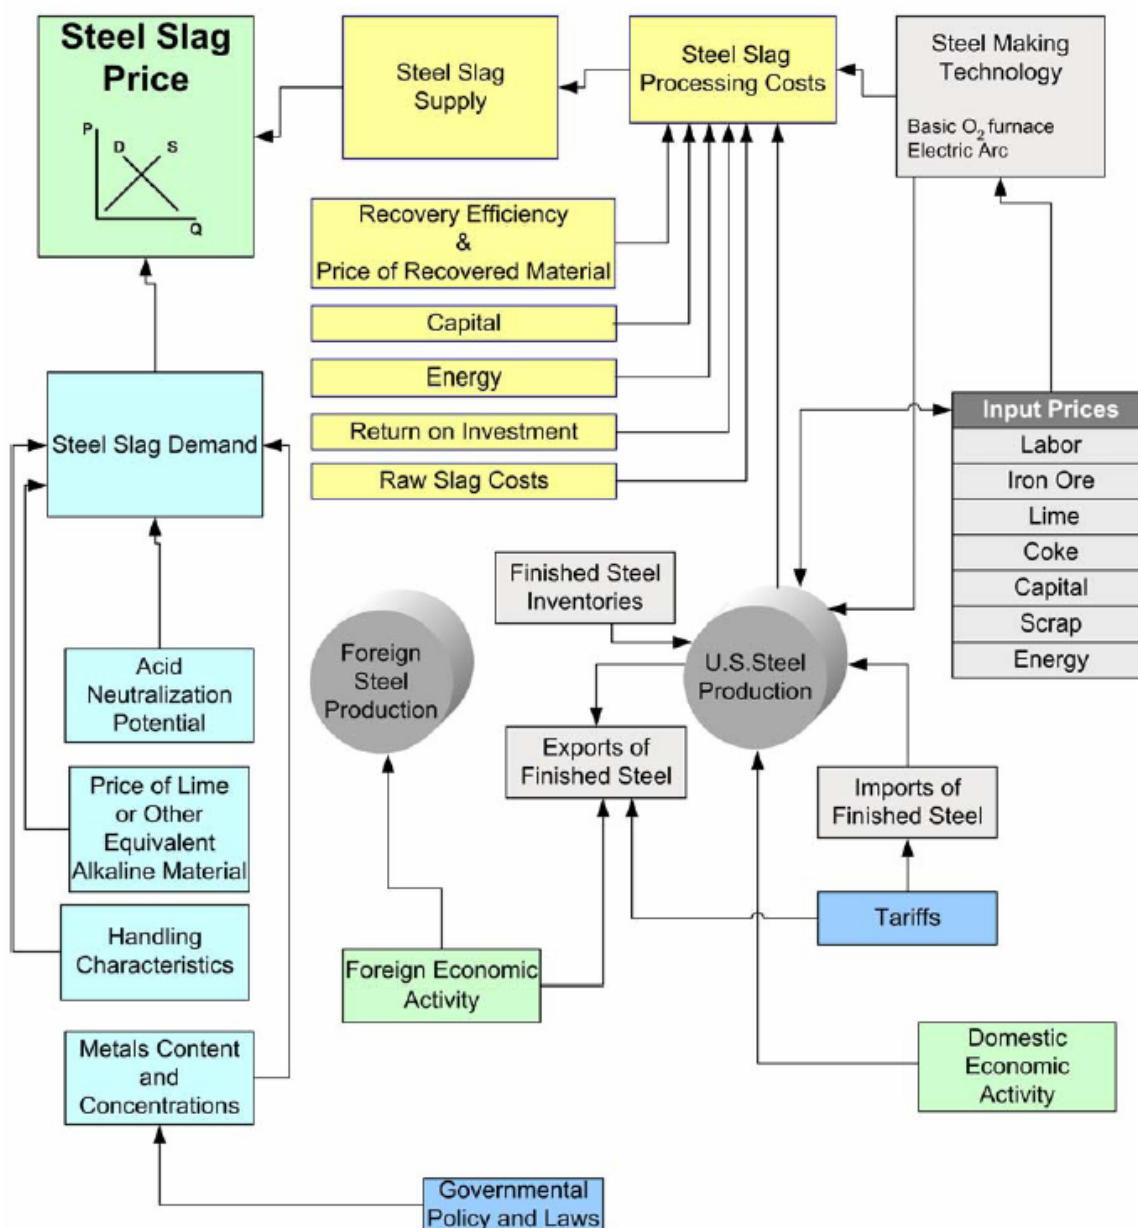 Steel Slag
Price
P
D
S
Q
Steel Slag
Supply
Steel Slag
Processing Costs
Steel Making
Technology
Basic O2 furnace
Electric Arc
Recovery Efficiency
&
Price of Recovered Material
Capital
Energy
Return on Investment
Raw Slag Costs
Input Prices
Labor
Iron Ore
Lime
Coke
Capital
Scrap
Energy
Steel Slag Demand
Finished Steel
Inventories
Foreign
Steel
Production
U.S.Steel
Production
Acid
Neutralization
Potential
Exports of
Finished Steel
Imports of
Finished Steel
Price of Lime
or Other
Equivalent
Alkaline Material
Tariffs
Handling
Characteristics
Foreign Economic
Activity
Metals Content
and
Concentrations
Domestic
Economic
Activity
Governmental
Policy and Laws